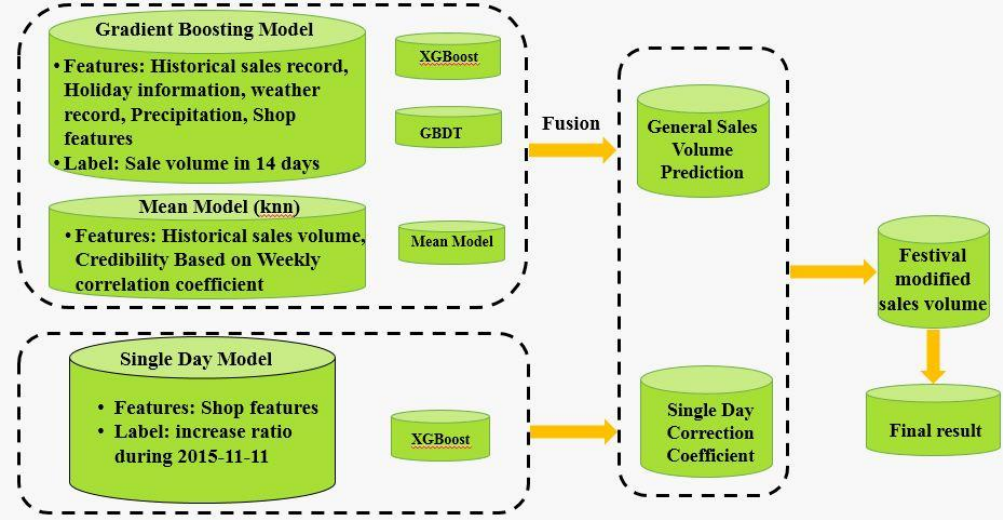 Gradient Boosting Model
• Features: Historical sales record,
Holiday information, weather
record, Precipitation, Shop
features
• Label: Sale volume in 14 days
XGBoost
GBDT
Mean Model (knn)
• Features: Historical sales volume,
Credibility Based on Weekly
correlation coefficient
Mean Model
Fusion
General Sales
Volume
Prediction
Single Day Model
• Features: Shop features
• Label: increase ratio
during 2015-11-11
XGBoost
Single Day
Correction
Coefficient
Festival
modified
sales volume
Final result